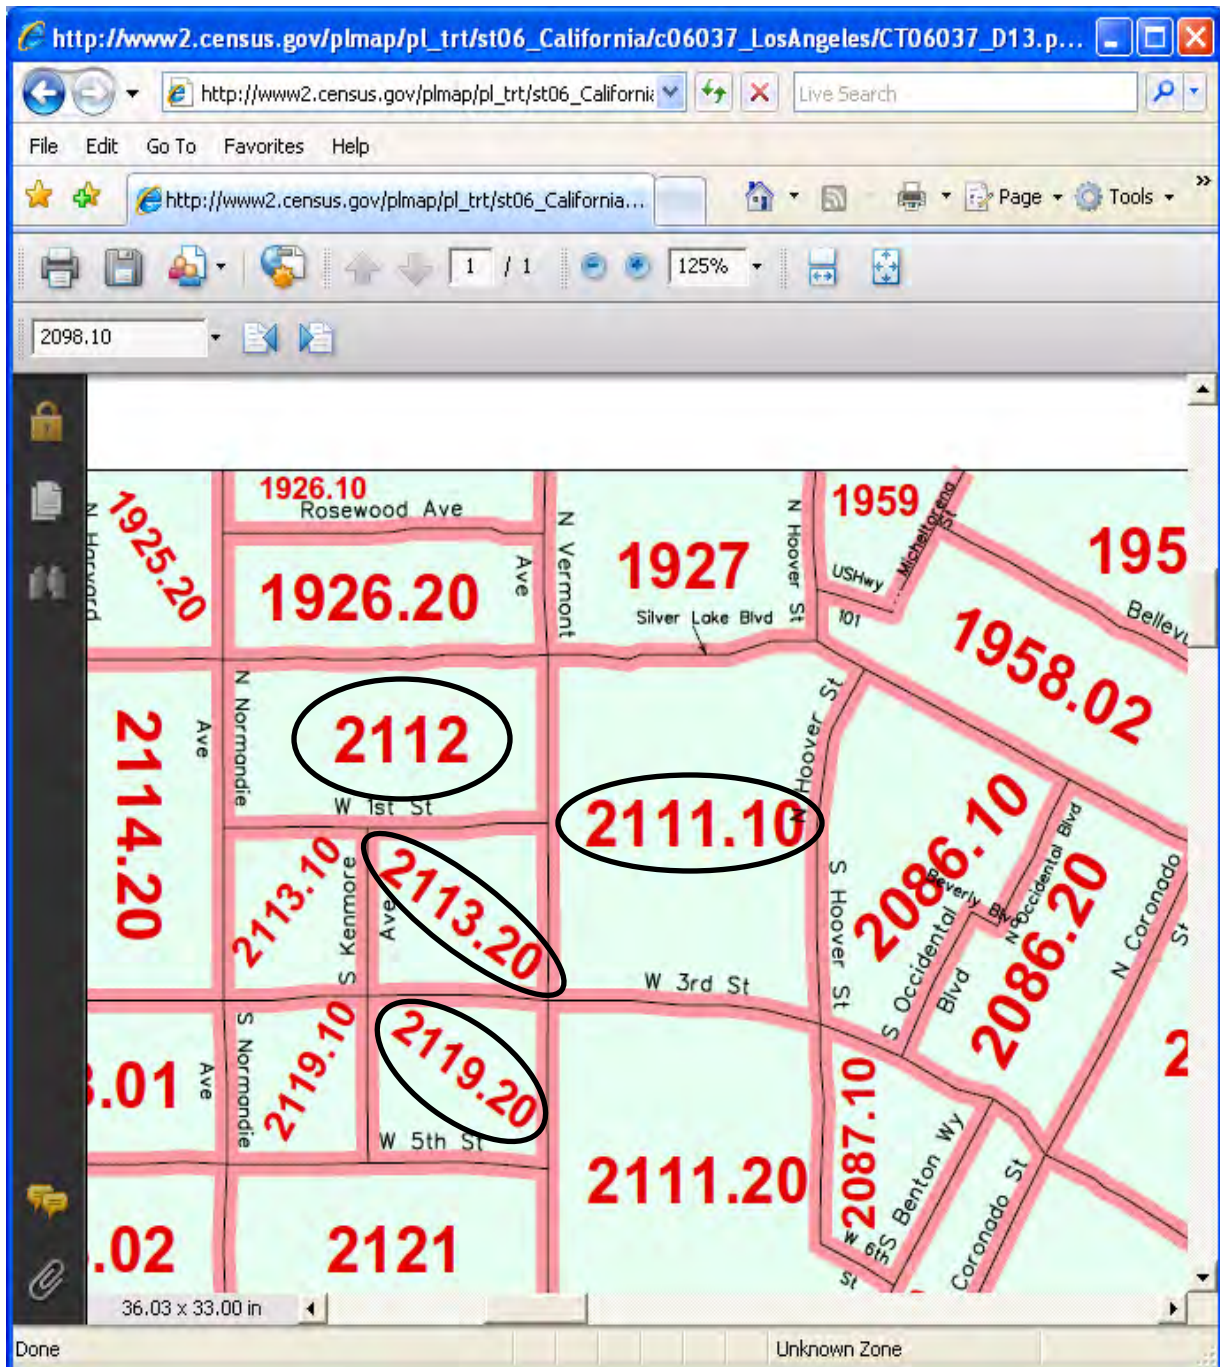 http://www2.census.gov/plmap/pl_trt/st06_California/c06037_LosAngeles/CT06037_D13.p...
http://www2.census.gov/plmap/pl_trt/st06_California
Live Search
File Edit Go To Favorites Help
http://www2.census.gov/plmap/pl_trt/st06_California...
Page Tools »
1 / 1 125%
2098.10
1925.20
N Harvard
Ave
1926.10
Rosewood Ave
1926.20
N Vermont
Ave
1927
N Hoover St
Silver Lake Blvd
1959
Micheltorena St
USHwy
101
195
Bellevu
1958.02
2114.20
N Normandie
Ave
2112
W 1st St
2111.10
N Hoover St
2113.10
S Kenmore
Ave
2113.20
S Hoover St
2086.10
Beverly Blvd
N Occidental Blvd
S Occidental
Blvd
2086.20
N Coronado
St
W 3rd St
.01
S Normandie
Ave
2119.10
2119.20
W 5th St
2111.20
2087.10
S Benton Wy
W 6th
St
Coronado St
2
.02
2121
36.03 x 33.00 in
Done
Unknown Zone